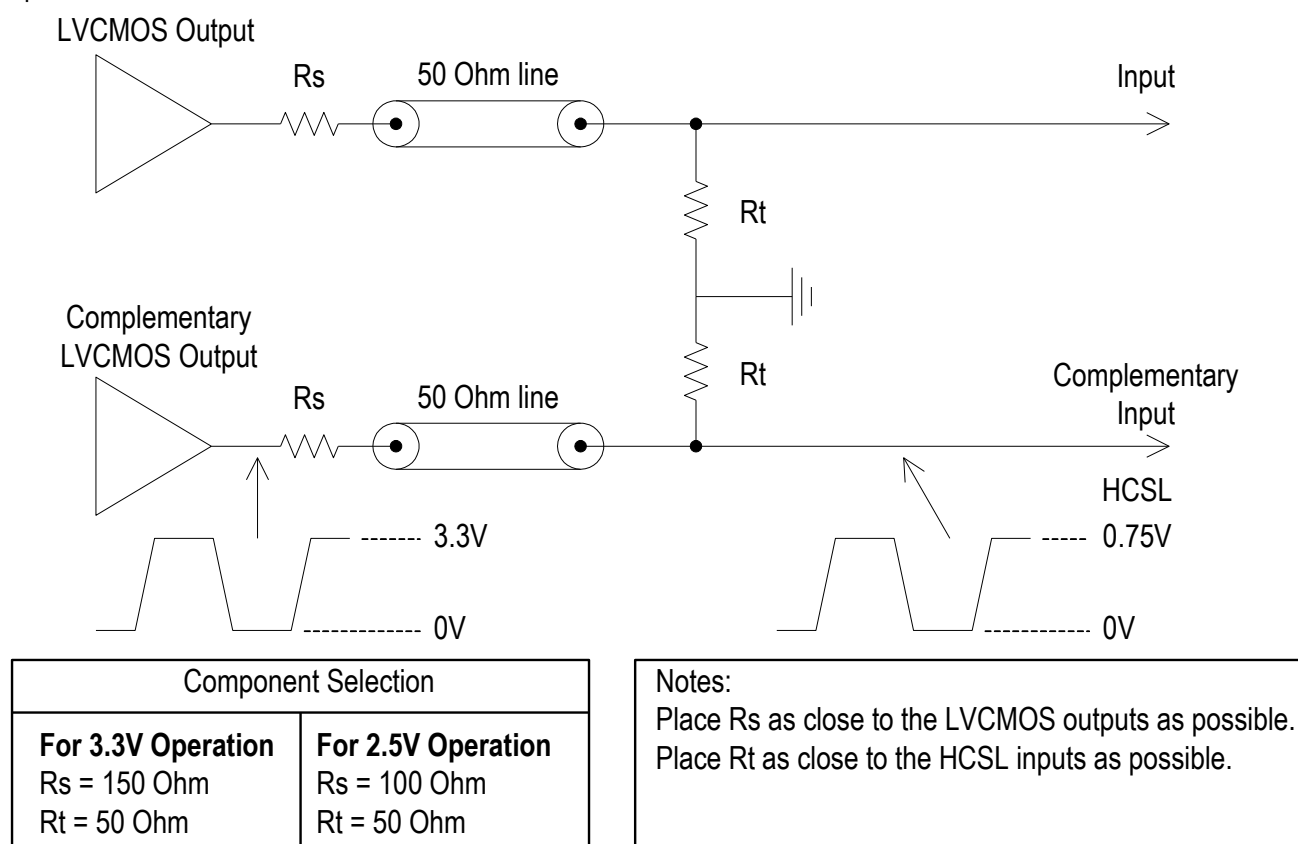 LVCMOS Output
Rs
50 Ohm line
Input
Rt
Complementary
LVCMOS Output
Rs
50 Ohm line
Rt
Complementary
Input
HCSL
3.3V
0V
0.75V
0V
Component Selection
For 3.3V Operation
Rs = 150 Ohm
Rt = 50 Ohm
For 2.5V Operation
Rs = 100 Ohm
Rt = 50 Ohm
Notes:
Place Rs as close to the LVCMOS outputs as possible.
Place Rt as close to the HCSL inputs as possible.